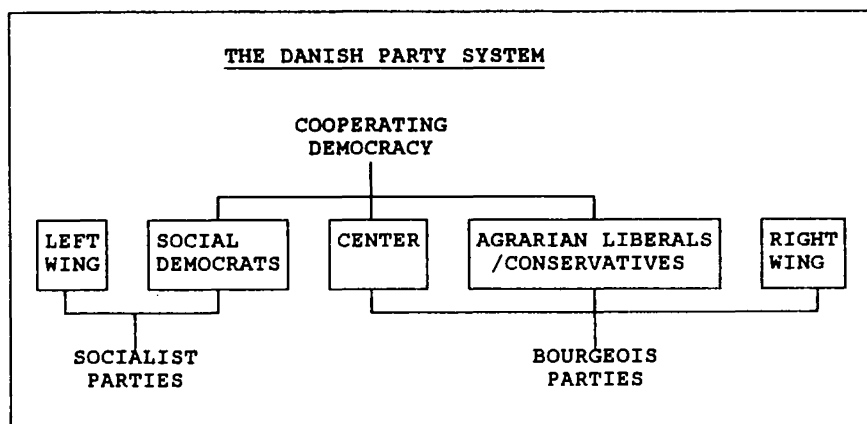 THE DANISH PARTY SYSTEM
COOPERATING
DEMOCRACY
LEFT
WING
SOCIAL
DEMOCRATS
CENTER
AGRARIAN LIBERALS
/CONSERVATIVES
RIGHT
WING
SOCIALIST
PARTIES
BOURGEOIS
PARTIES